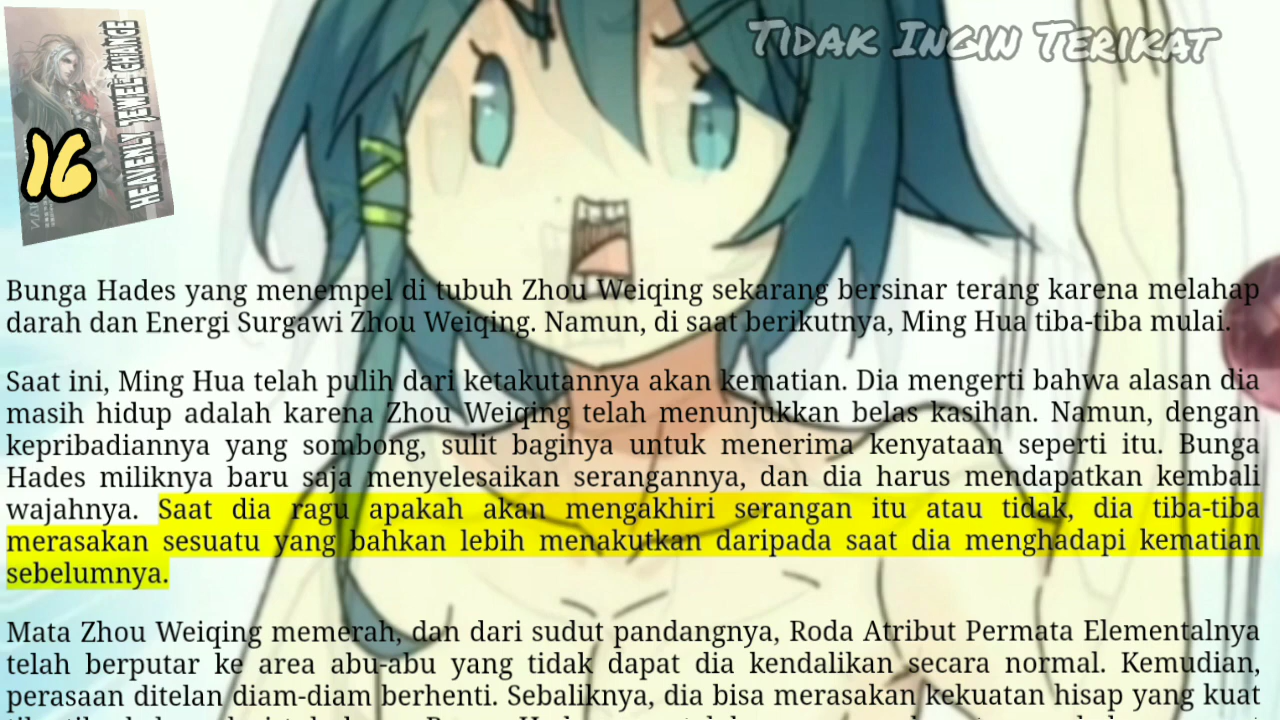 Tidak Ingin Terikat
HEAVENLY JEWEL CHANGE
16
Bunga Hades yang menempel di tubuh Zhou Weiqing sekarang bersinar terang karena melahap
darah dan Energi Surgawi Zhou Weiqing. Namun, di saat berikutnya, Ming Hua tiba-tiba mulai.
Saat ini, Ming Hua telah pulih dari ketakutannya akan kematian. Dia mengerti bahwa alasan dia
masih hidup adalah karena Zhou Weiqing telah menunjukkan belas kasihan. Namun, dengan
kepribadiannya yang sombong, sulit baginya untuk menerima kenyataan seperti itu. Bunga
Hades miliknya baru saja menyelesaikan serangannya, dan dia harus mendapatkan kembali
wajahnya. Saat dia ragu apakah akan mengakhiri serangan itu atau tidak, dia tiba-tiba
merasakan sesuatu yang bahkan lebih menakutkan daripada saat dia menghadapi kematian
sebelumnya.
Mata Zhou Weiqing memerah, dan dari sudut pandangnya, Roda Atribut Permata Elementalnya
telah berputar ke area abu-abu yang tidak dapat dia kendalikan secara normal. Kemudian,
perasaan ditelan diam-diam berhenti. Sebaliknya, dia bisa merasakan kekuatan hisap yang kuat